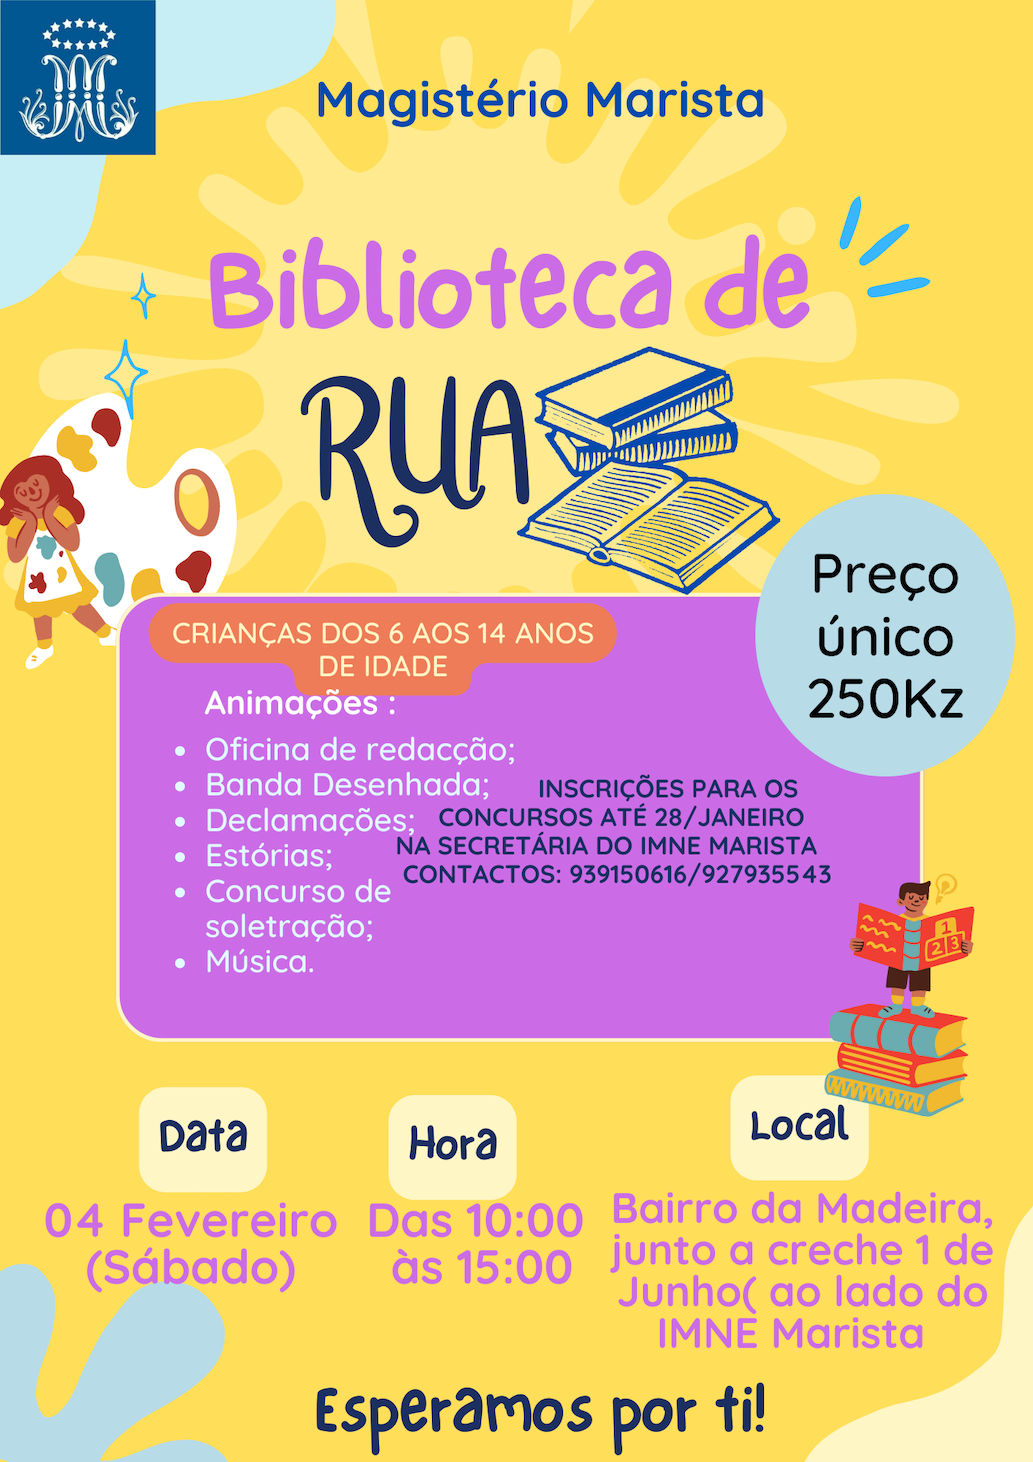 Magistério Marista
Biblioteca de
RUA
Preço
único
250Kz
CRIANÇAS DOS 6 AOS 14 ANOS
DE IDADE
Animações :
• Oficina de redacção;
• Banda Desenhada;
• Declamações;
• Estórias;
• Concurso de
soletração;
• Música.
INSCRIÇÕES PARA OS
CONCURSOS ATÉ 28/JANEIRO
NA SECRETÁRIA DO IMNE MARISTA
CONTACTOS: 939150616/927935543
1
2 3
Data
04 Fevereiro
(Sábado)
Hora
Das 10:00
às 15:00
Local
Bairro da Madeira,
junto a creche 1 de
Junho( ao lado do
IMNE Marista
Esperamos por ti!